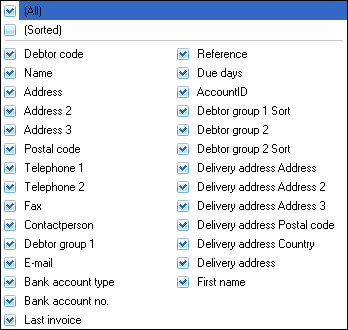 (All)
(Sorted)
Debtor code
Name
Address
Address 2
Address 3
Postal code
Telephone 1
Telephone 2
Fax
Contactperson
Debtor group 1
E-mail
Bank account type
Bank account no.
Last invoice
Reference
Due days
AccountID
Debtor group 1 Sort
Debtor group 2
Debtor group 2 Sort
Delivery address Address
Delivery address Address 2
Delivery address Address 3
Delivery address Postal code
Delivery address Country
Delivery address
First name